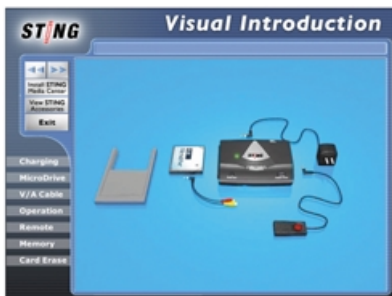 STING
Visual Introduction
Install STING
Media Center
View STING
Accessories
Exit
Charging
MicroDrive
V/A Cable
Operation
Remote
Memory
Card Erase
STING